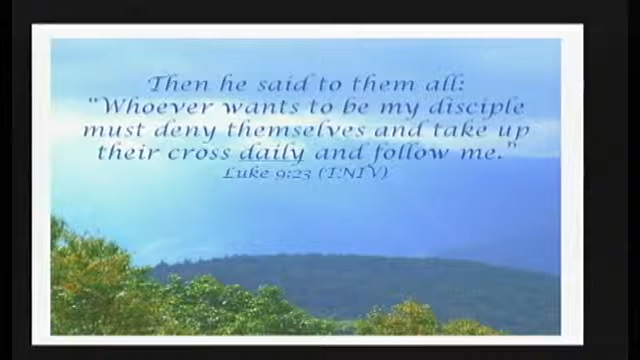 Then he said to them all:
"Whoever wants to be my disciple
must deny themselves and take up
their cross daily and follow me."
Luke 9:23 (TNIV)